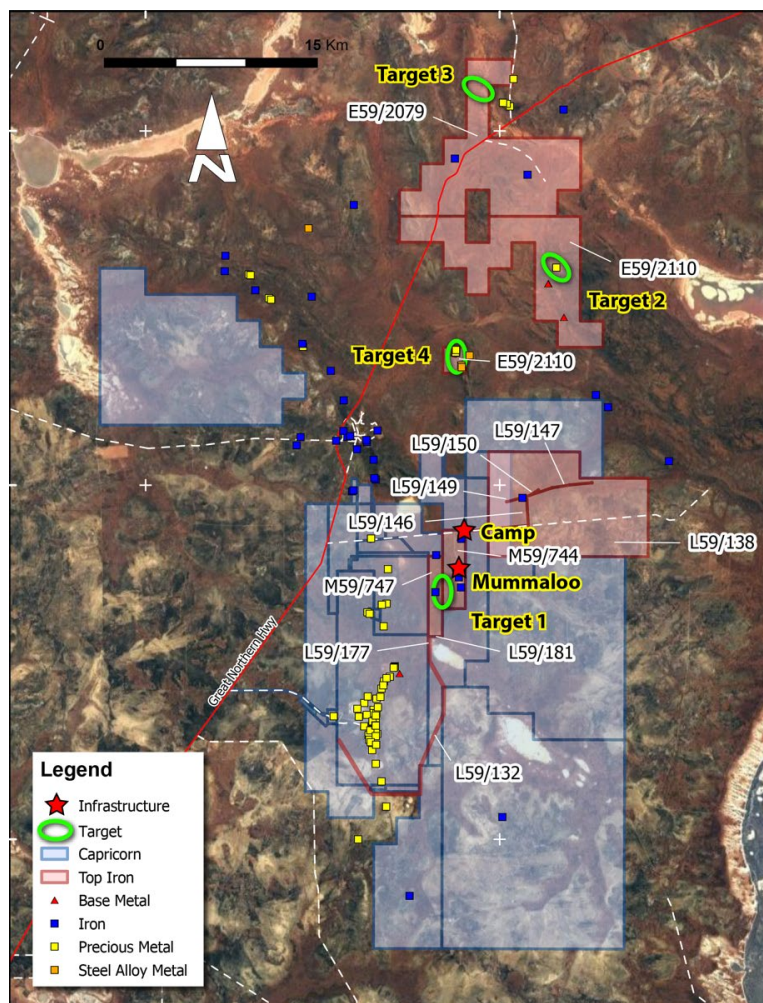 0
15 Km
N
Target 3
E59/2079
E59/2110
Target 2
Target 4
E59/2110
L59/147
L59/150
L59/149
L59/146
Camp
L59/138
M59/744
M59/747
Mummaloo
Target 1
L59/177
L59/181
Great Northern Hwy
L59/132
Legend
Infrastructure
Target
Capricorn
Top Iron
Base Metal
Iron
Precious Metal
Steel Alloy Metal